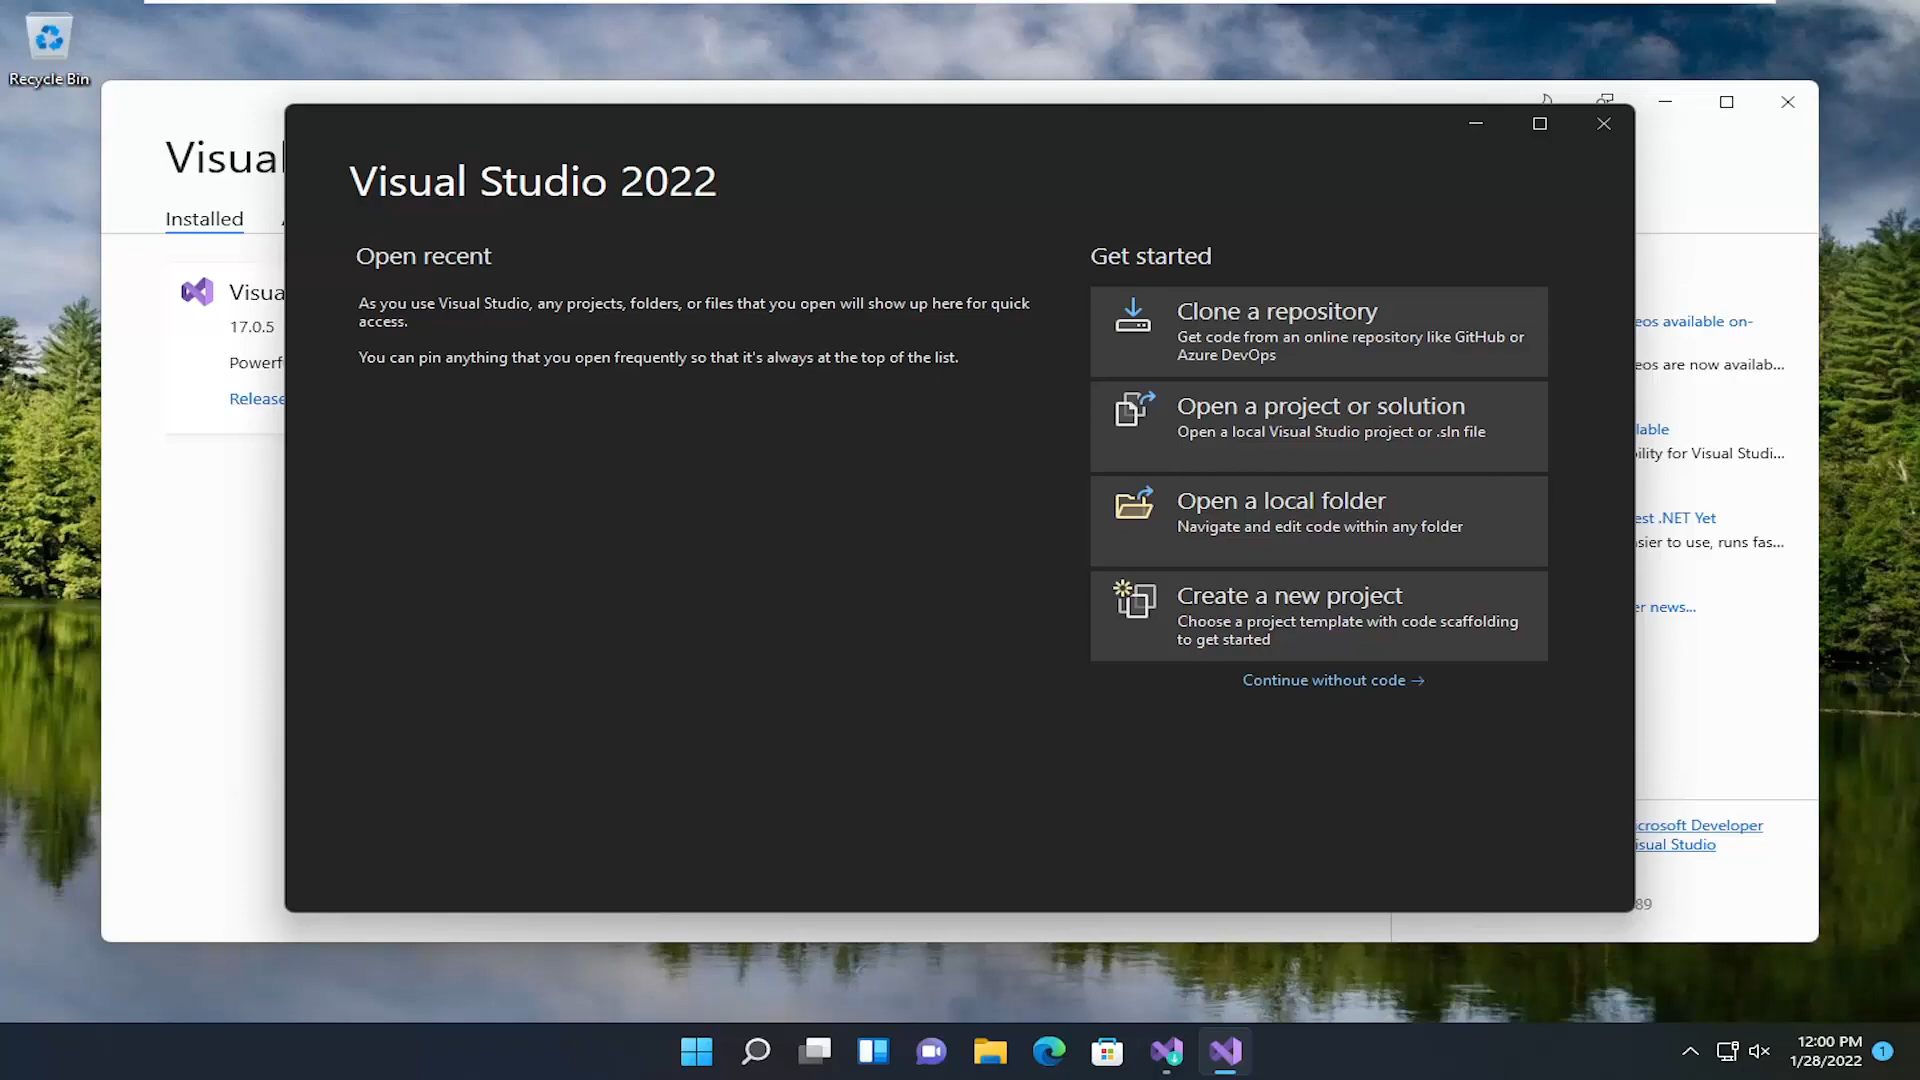 Recycle Bin
Visual
Installed
Visua
17.0.5
Powerf
Release
Visual Studio 2022
Open recent
As you use Visual Studio, any projects, folders, or files that you open will show up here for quick
access.
You can pin anything that you open frequently so that it's always at the top of the list.
Get started
Clone a repository
Get code from an online repository like GitHub or
Azure DevOps
Open a project or solution
Open a local Visual Studio project or .sln file
Open a local folder
Navigate and edit code within any folder
Create a new project
Choose a project template with code scaffolding
to get started
Continue without code →
eos available on-
eos are now availab...
lable
ility for Visual Studi...
est .NET Yet
sier to use, runs fas...
er news...
crosoft Developer
isual Studio
89
12:00 PM
1/28/2022
1